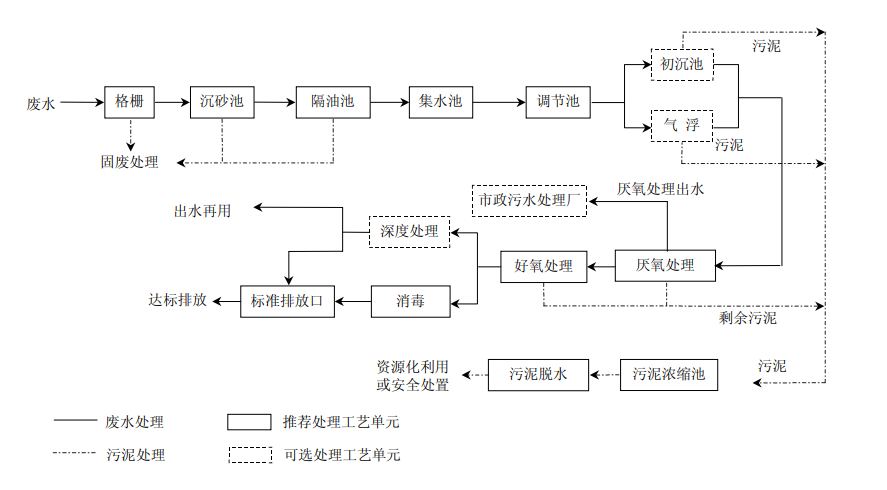 污泥
初沉池
废水
格栅
沉砂池
隔油池
集水池
调节池
气 浮
污泥
固废处理
厌氧处理出水
市政污水处理厂
出水再用
深度处理
好氧处理
厌氧处理
达标排放
标准排放口
消毒
剩余污泥
资源化利用
或安全处置
污泥脱水
污泥浓缩池
污泥
废水处理
推荐处理工艺单元
污泥处理
可选处理工艺单元